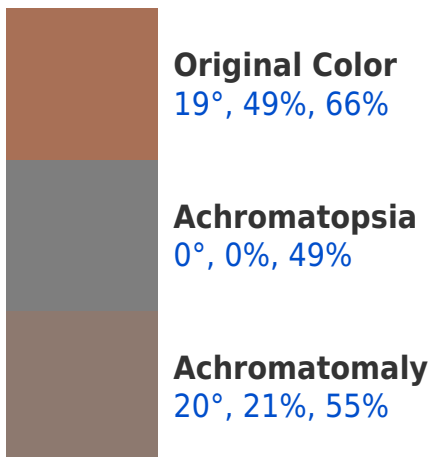 Original Color
19°, 49%, 66%
Achromatopsia
0°, 0%, 49%
Achromatomaly
20°, 21%, 55%